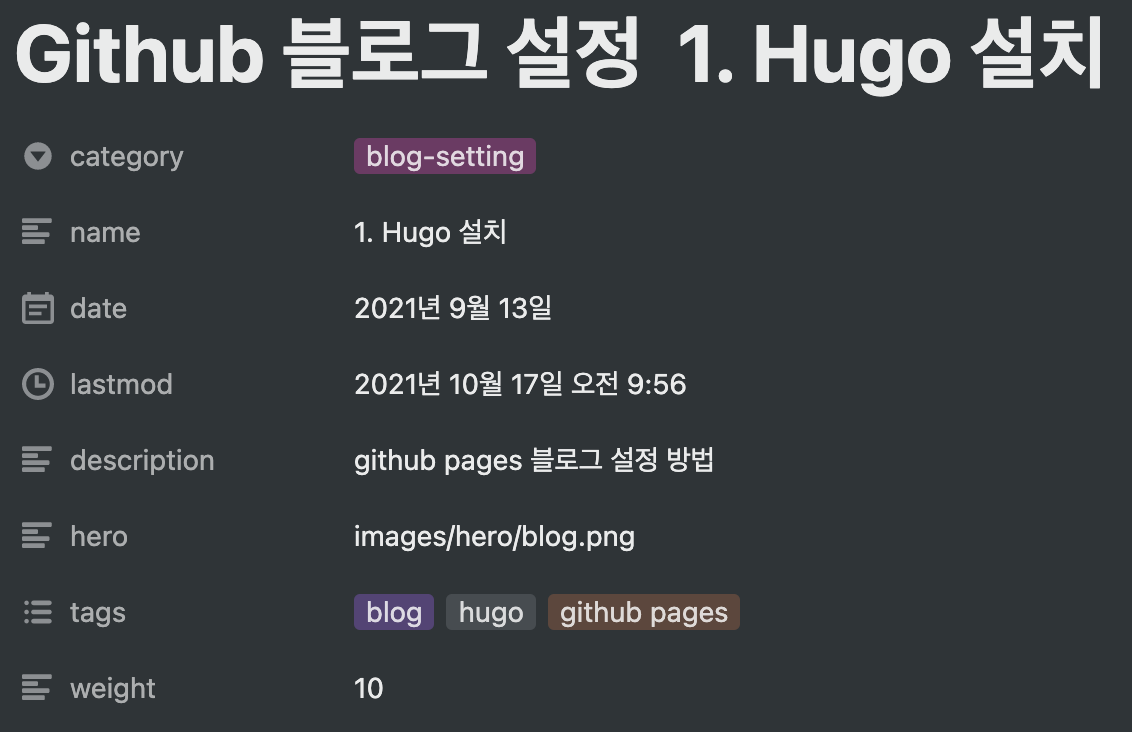 Github 블로그 설정  1. Hugo 설치
category blog-setting
name 1. Hugo 설치
date 2021년 9월 13일
lastmod 2021년 10월 17일 오전 9:56
description github pages 블로그 설정 방법
hero images/hero/blog.png
tags blog hugo github pages
weight 10